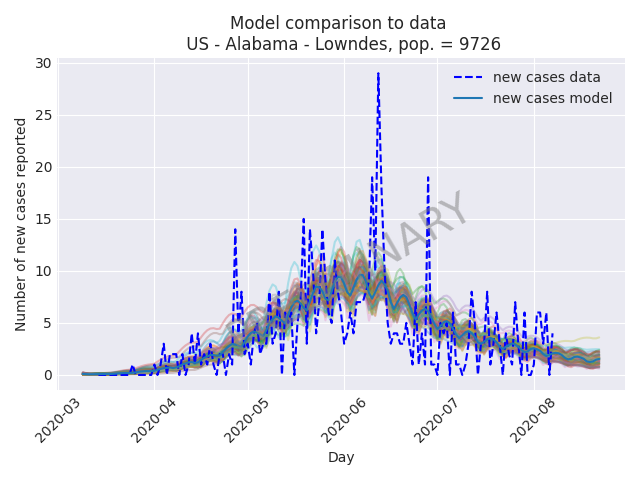 Model comparison to data
US - Alabama - Lowndes, pop. = 9726
Number of new cases reported
30
25
20
15
10
5
0
new cases data
new cases model
NARY
2020-03
2020-04
2020-05
2020-06
2020-07
2020-08
Day